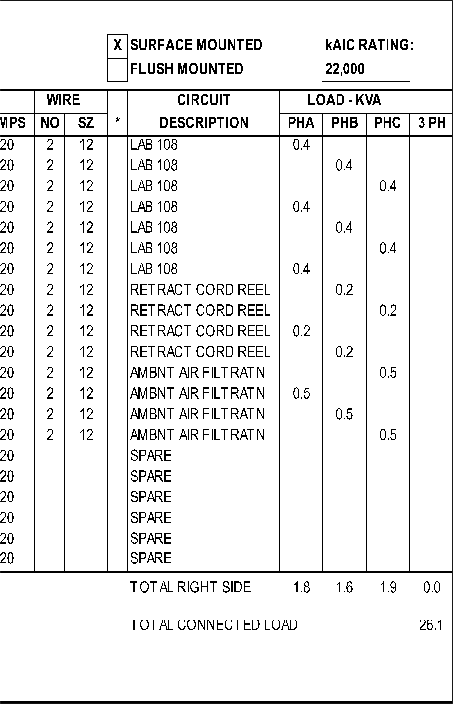 X SURFACE MOUNTED kAIC RATING:
FLUSH MOUNTED 22,000
WIRE CIRCUIT LOAD - KVA
MPS NO SZ * DESCRIPTION PHA PHB PHC 3 PH
20 2 12 LAB 108 0.4
20 2 12 LAB 108 0.4
20 2 12 LAB 108 0.4
20 2 12 LAB 108 0.4
20 2 12 LAB 108 0.4
20 2 12 LAB 108 0.4
20 2 12 LAB 108 0.4
20 2 12 RETRACT CORD REEL 0.2
20 2 12 RETRACT CORD REEL 0.2
20 2 12 RETRACT CORD REEL 0.2
20 2 12 RETRACT CORD REEL 0.2
20 2 12 AMBNT AIR FILTRATN 0.5
20 2 12 AMBNT AIR FILTRATN 0.5
20 2 12 AMBNT AIR FILTRATN 0.5
20 2 12 AMBNT AIR FILTRATN 0.5
20 SPARE
20 SPARE
20 SPARE
20 SPARE
20 SPARE
20 SPARE
TOTAL RIGHT SIDE 1.8 1.6 1.9 0.0
TOTAL CONNECTED LOAD 26.1